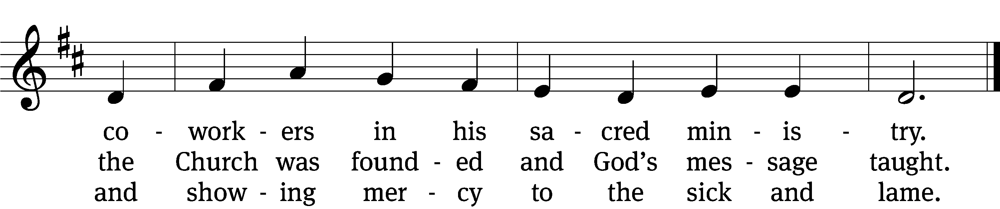 co - work - ers in his sa - cred min - is - try.
the Church was found - ed and God’s mes - sage taught.
and show - ing mer - cy to the sick and lame.